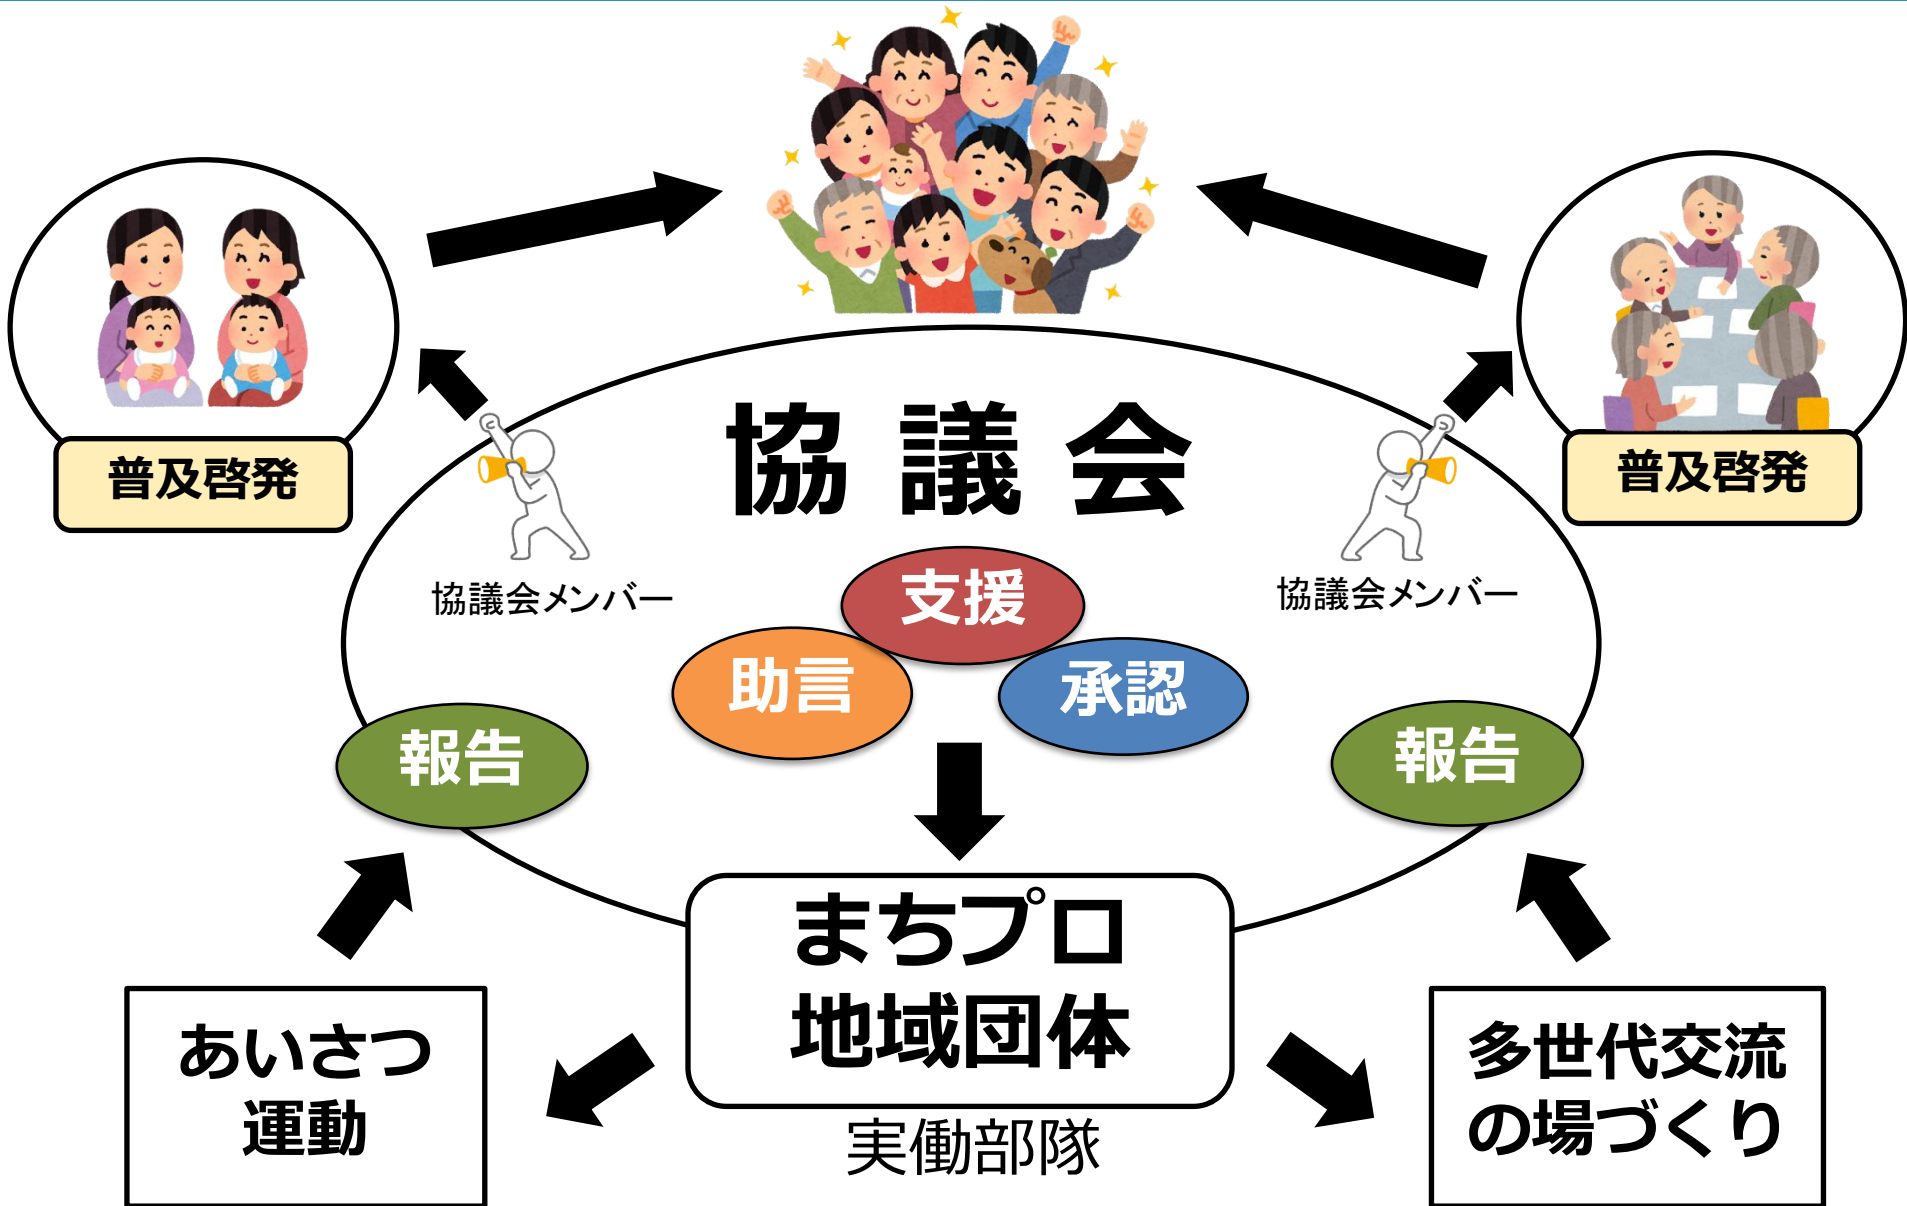 協議会
普及啓発
普及啓発
協議会メンバー
協議会メンバー
支援
助言
承認
報告
報告
まちプロ
地域団体
実働部隊
あいさつ
運動
多世代交流
の場づくり